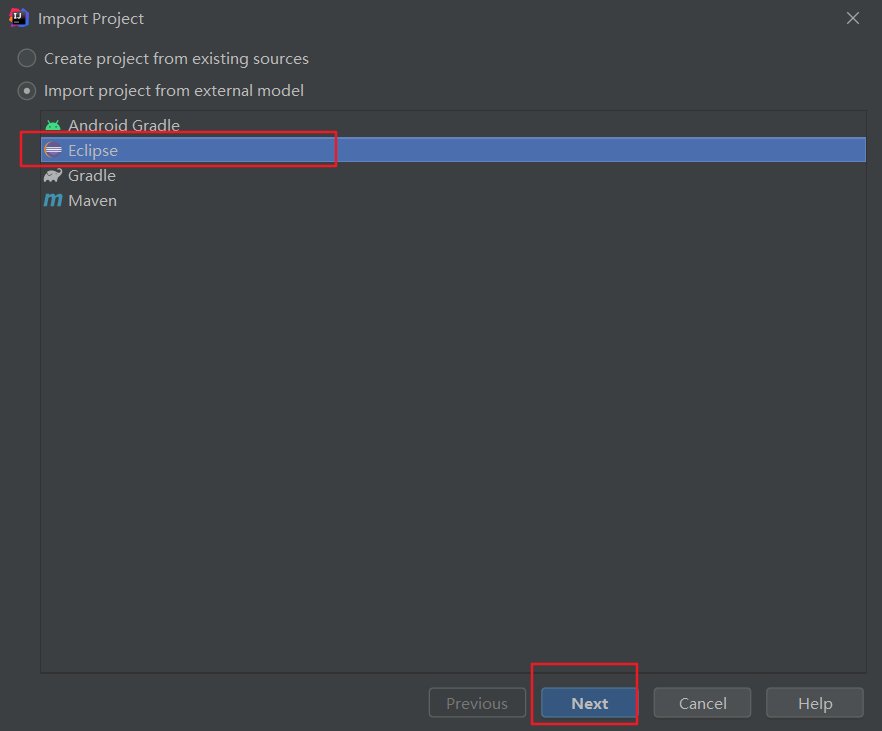 Import Project
Create project from existing sources
Import project from external model
Android Gradle
Eclipse
Gradle
Maven
Previous Next Cancel Help